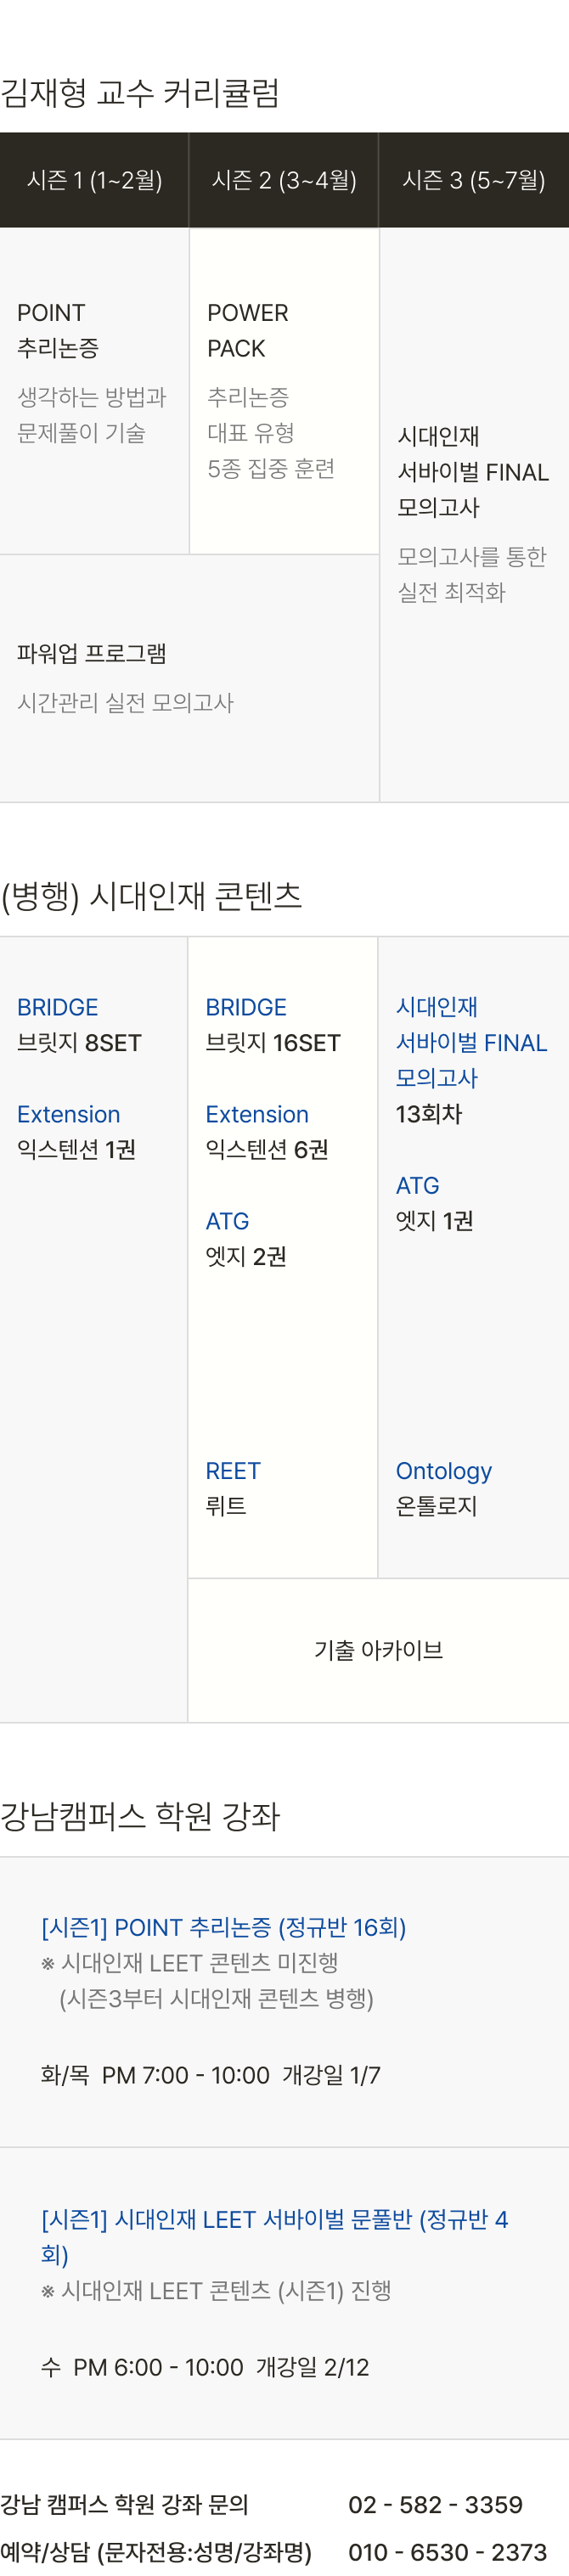 김재형 교수 커리큘럼
시즌 1 (1~2월)
시즌 2 (3~4월)
시즌 3 (5~7월)
POINT
추리논증
생각하는 방법과
문제풀이 기술
POWER
PACK
추리논증
대표 유형
5종 집중 훈련
시대인재
서바이벌 FINAL
모의고사
모의고사를 통한
실전 최적화
파워업 프로그램
시간관리 실전 모의고사
(병행) 시대인재 콘텐츠
BRIDGE
브릿지 8SET
Extension
익스텐션 1권
BRIDGE
브릿지 16SET
Extension
익스텐션 6권
ATG
엣지 2권
REET
뤼트
시대인재
서바이벌 FINAL
모의고사
13회차
ATG
엣지 1권
Ontology
온톨로지
기출 아카이브
강남캠퍼스 학원 강좌
[시즌1] POINT 추리논증 (정규반 16회)
※ 시대인재 LEET 콘텐츠 미진행
(시즌3부터 시대인재 콘텐츠 병행)
화/목 PM 7:00 - 10:00 개강일 1/7
[시즌1] 시대인재 LEET 서바이벌 문풀반 (정규반 4
회)
※ 시대인재 LEET 콘텐츠 (시즌1) 진행
수 PM 6:00 - 10:00 개강일 2/12
강남 캠퍼스 학원 강좌 문의 02 - 582 - 3359
예약/상담 (문자전용:성명/강좌명) 010 - 6530 - 2373